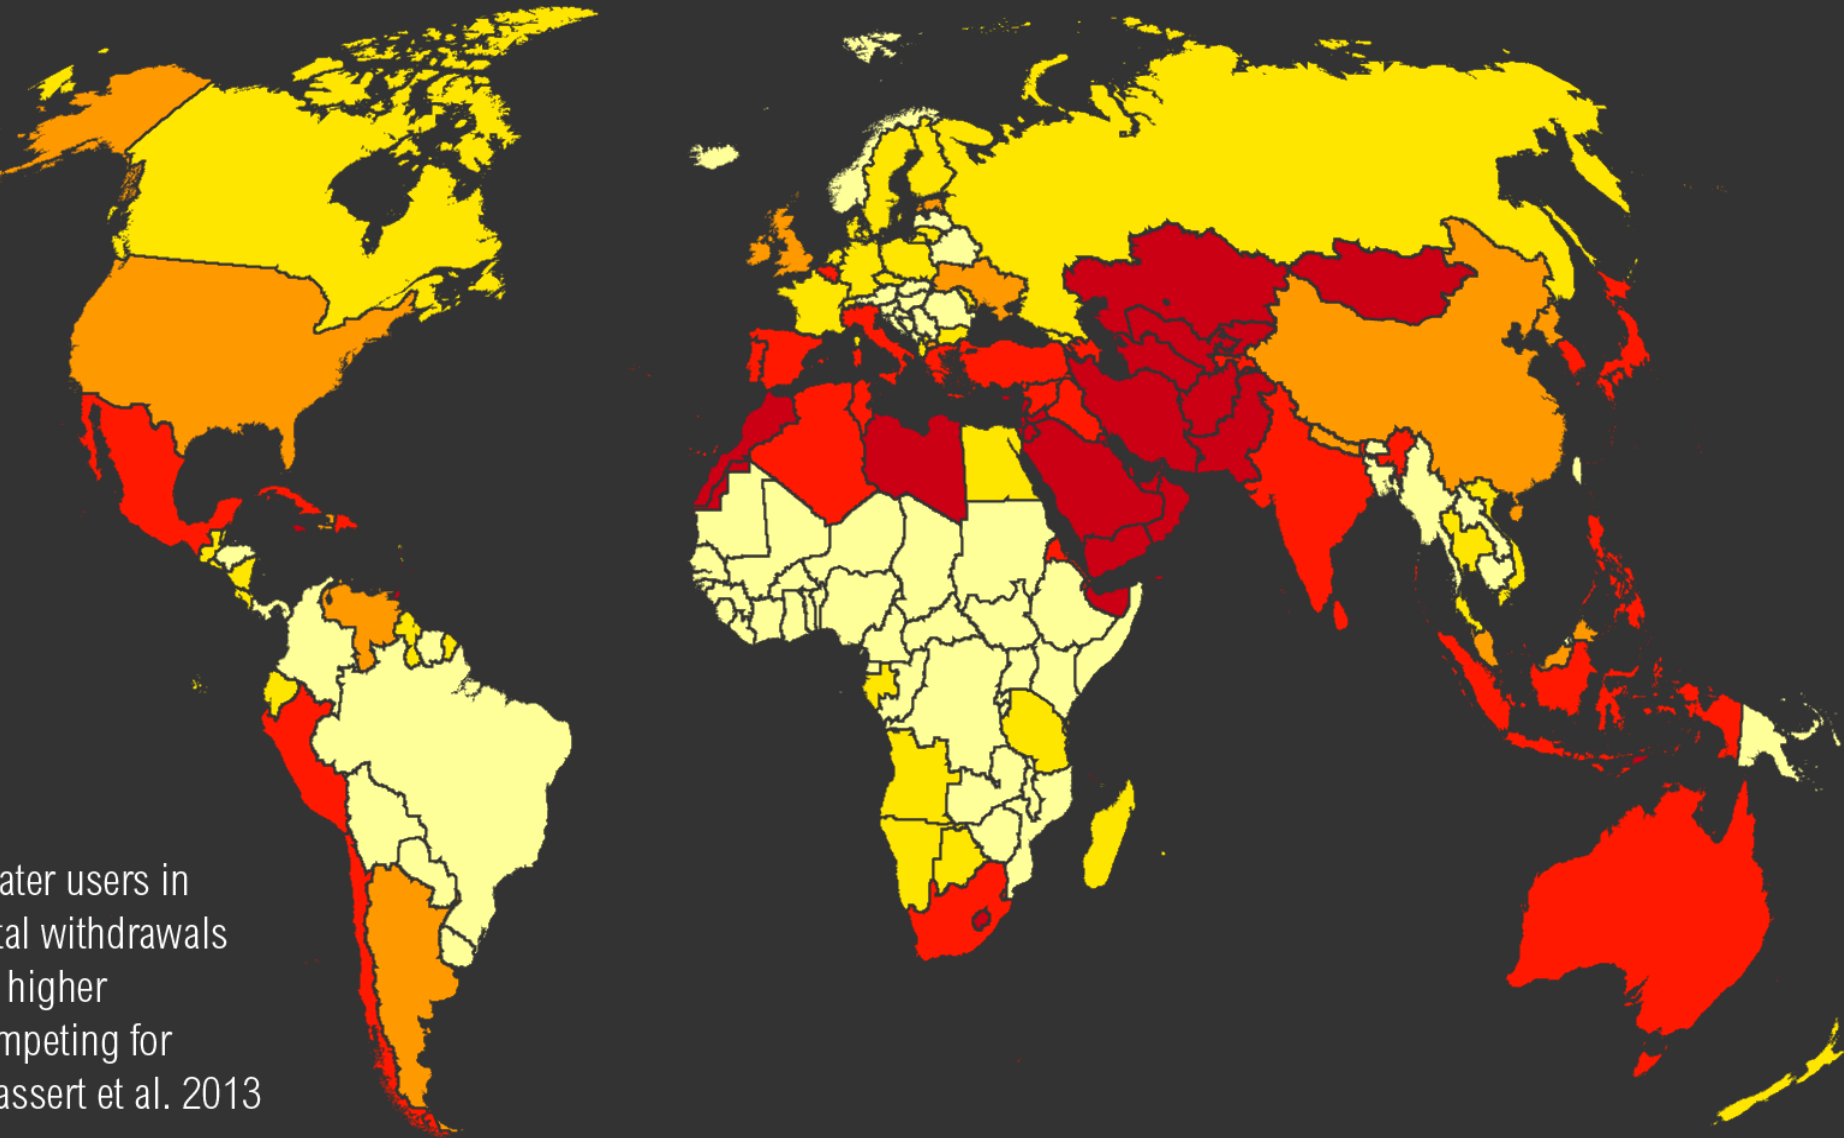 ater users in
tal withdrawals
higher
mpeting for
assert et al. 2013